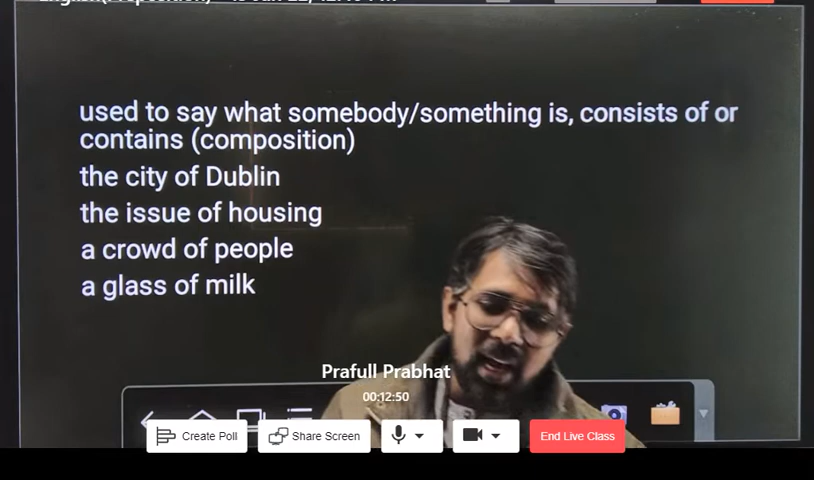 used to say what somebody/something is, consists of or
contains (composition)
the city of Dublin
the issue of housing
a crowd of people
a glass of milk
Prafull Prabhat
00:12:50
Create Poll
Share Screen
End Live Class